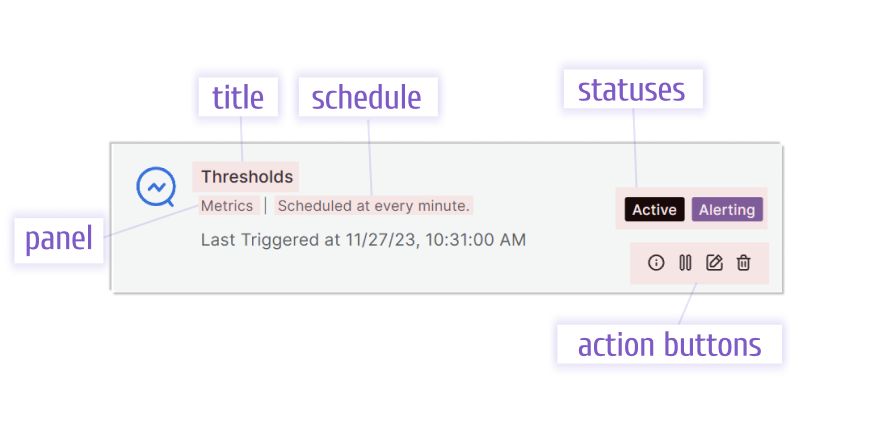 title
schedule
statuses
Thresholds
Metrics | Scheduled at every minute.
Active Alerting
panel
Last Triggered at 11/27/23, 10:31:00 AM
action buttons